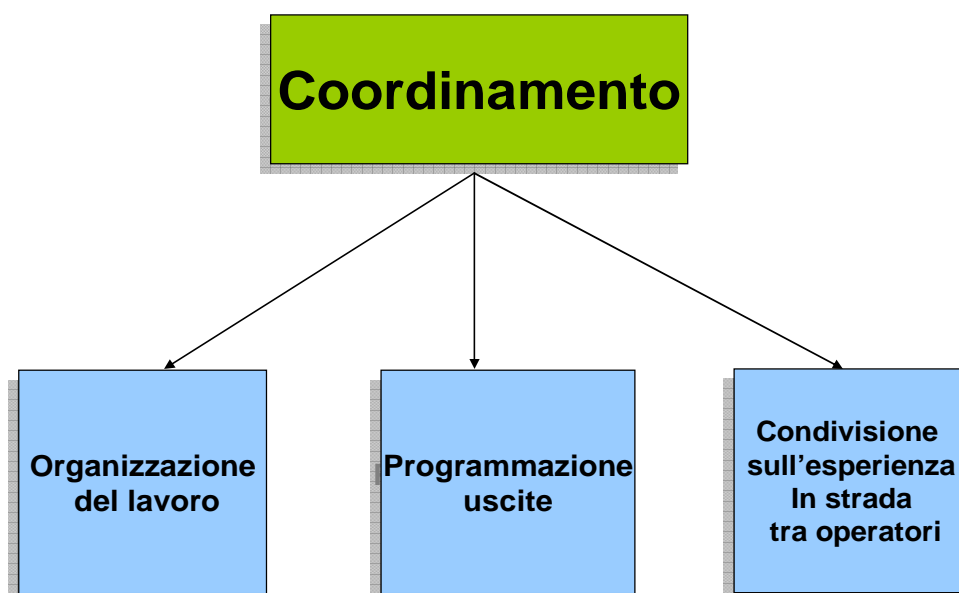 Coordinamento
Organizzazione
del lavoro
Programmazione
uscite
Condivisione
sull’esperienza
In strada
tra operatori